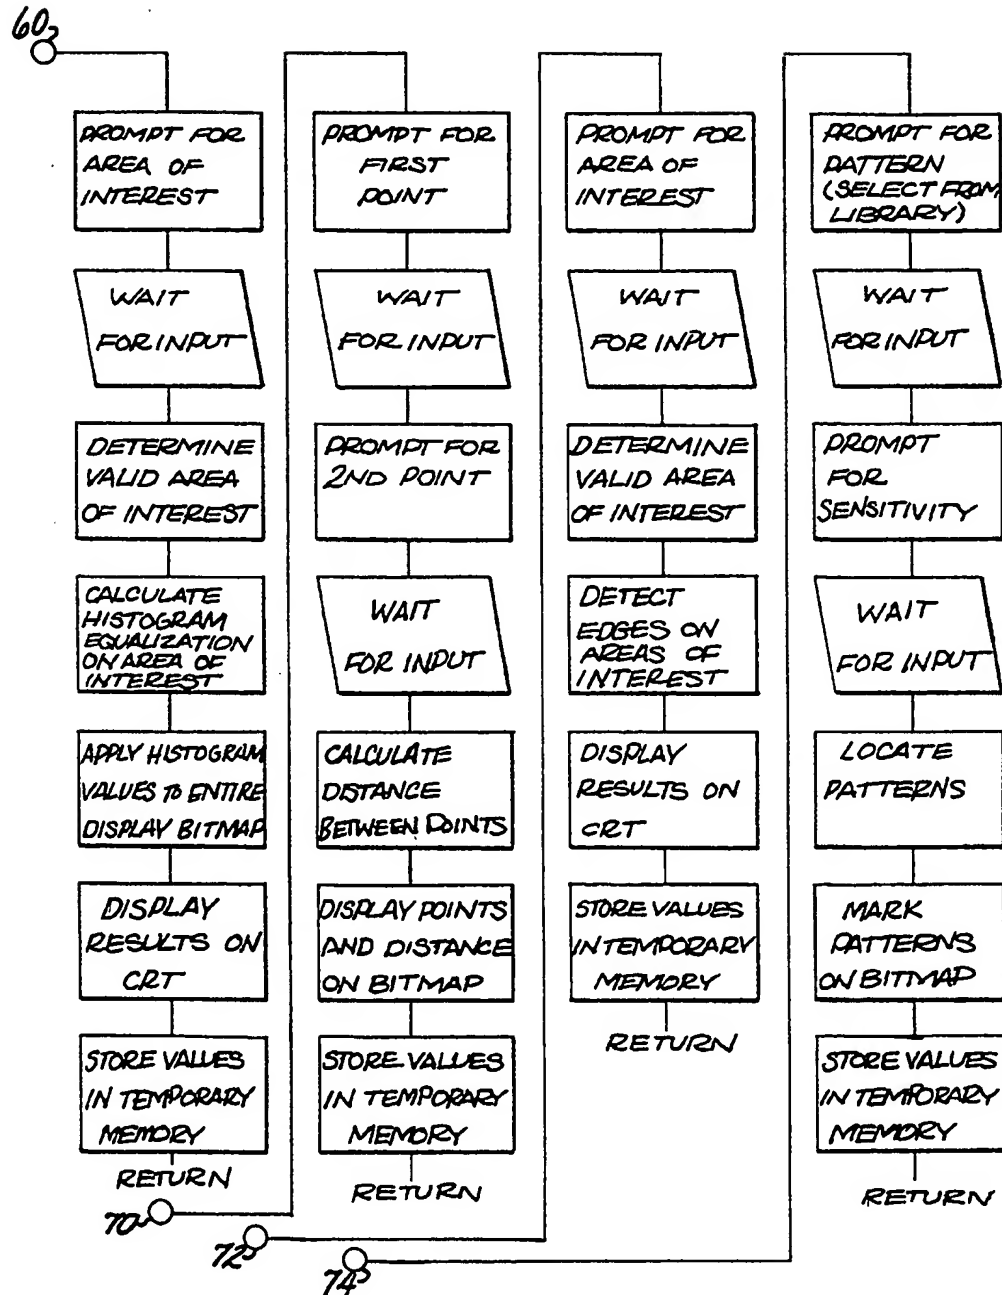 60
PROMPT FOR
AREA OF
INTEREST
WAIT
FOR INPUT
DETERMINE
VALID AREA
OF INTEREST
CALCULATE
HISTOGRAM
EQUALIZATION
ON AREA OF
INTEREST
APPLY HISTOGRAM
VALUES TO ENTIRE
DISPLAY BITMAP
DISPLAY
RESULTS ON
CRT
STORE VALUES
IN TEMPORARY
MEMORY
RETURN
70
PROMPT FOR
FIRST
POINT
WAIT
FOR INPUT
PROMPT FOR
2ND POINT
WAIT
FOR INPUT
CALCULATE
DISTANCE
BETWEEN POINTS
DISPLAY POINTS
AND DISTANCE
ON BITMAP
STORE VALUES
IN TEMPORARY
MEMORY
RETURN
72
PROMPT FOR
AREA OF
INTEREST
WAIT
FOR INPUT
DETERMINE
VALID AREA
OF INTEREST
DETECT
EDGES ON
AREAS OF
INTEREST
DISPLAY
RESULTS ON
CRT
STORE VALUES
IN TEMPORARY
MEMORY
RETURN
74
PROMPT FOR
PATTERN
(SELECT FROM
LIBRARY)
WAIT
FOR INPUT
PROMPT
FOR
SENSITIVITY
WAIT
FOR INPUT
LOCATE
PATTERNS
MARK
PATTERNS
ON BITMAP
STORE VALUES
IN TEMPORARY
MEMORY
RETURN